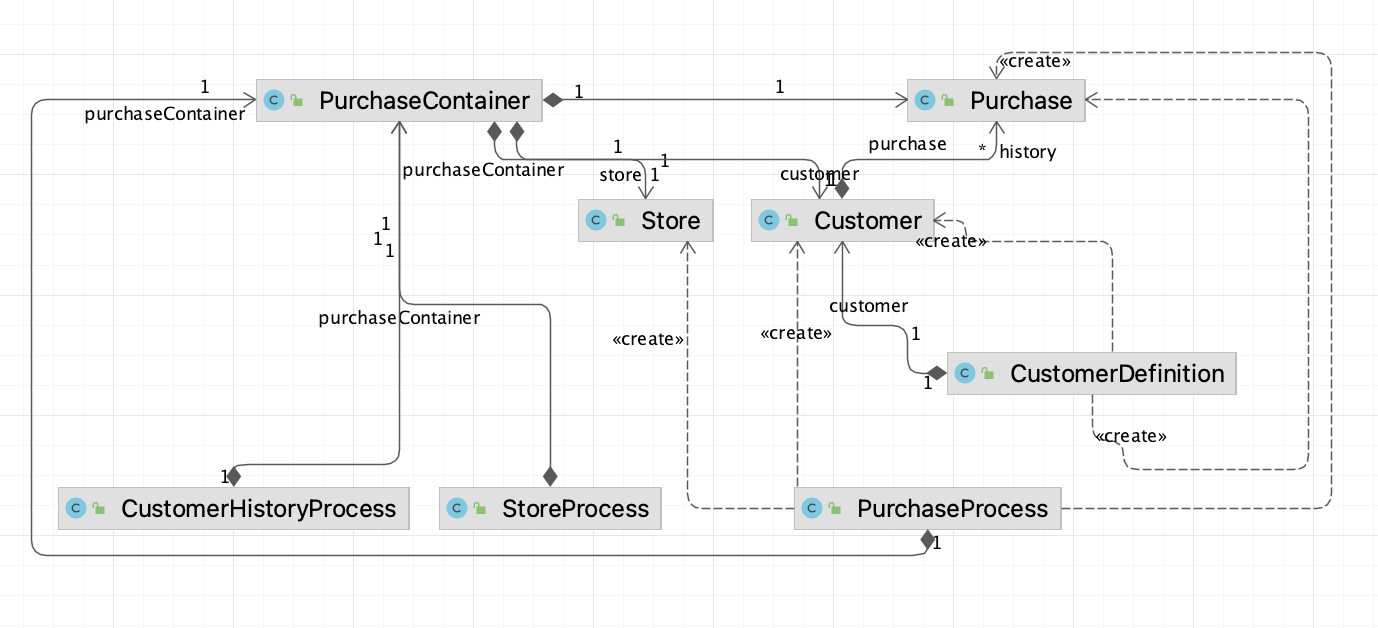 «create»
1
C PurchaseContainer
1
1
C Purchase
purchaseContainer
purchase
* history
1
1
purchaseContainer
store 1
customer
1
C Store
C Customer
1
1
1
«create»
customer
purchaseContainer
«create»
«create»
1
C CustomerDefinition
1
«create»
1
C CustomerHistoryProcess
C StoreProcess
C PurchaseProcess
1